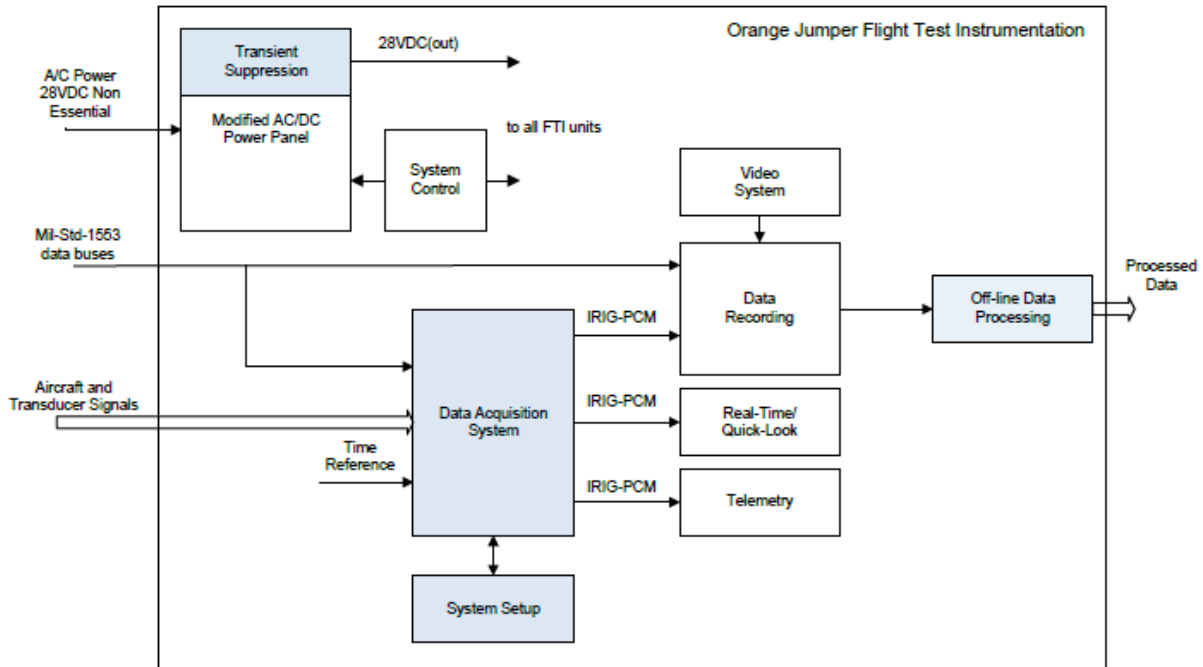 Orange Jumper Flight Test Instrumentation
Transient
Suppression
28VDC(out)
A/C Power
28VDC Non
Essential
Modified AC/DC
Power Panel
to all FTI units
System
Control
Video
System
Mil-Std-1553
data buses
Data
Recording
Off-line Data
Processing
Processed
Data
IRIG-PCM
Aircraft and
Transducer Signals
Data Acquisition
System
IRIG-PCM
Real-Time/
Quick-Look
Time
Reference
IRIG-PCM
Telemetry
System Setup